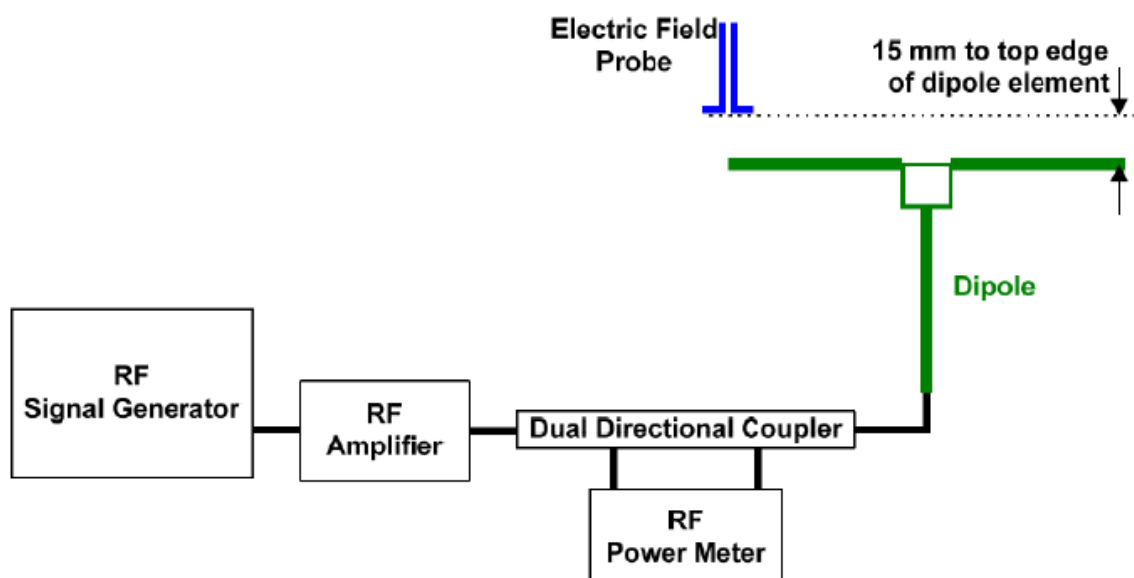 Electric Field
Probe
15 mm to top edge
of dipole element
Dipole
RF
Signal Generator
RF
Amplifier
Dual Directional Coupler
RF
Power Meter